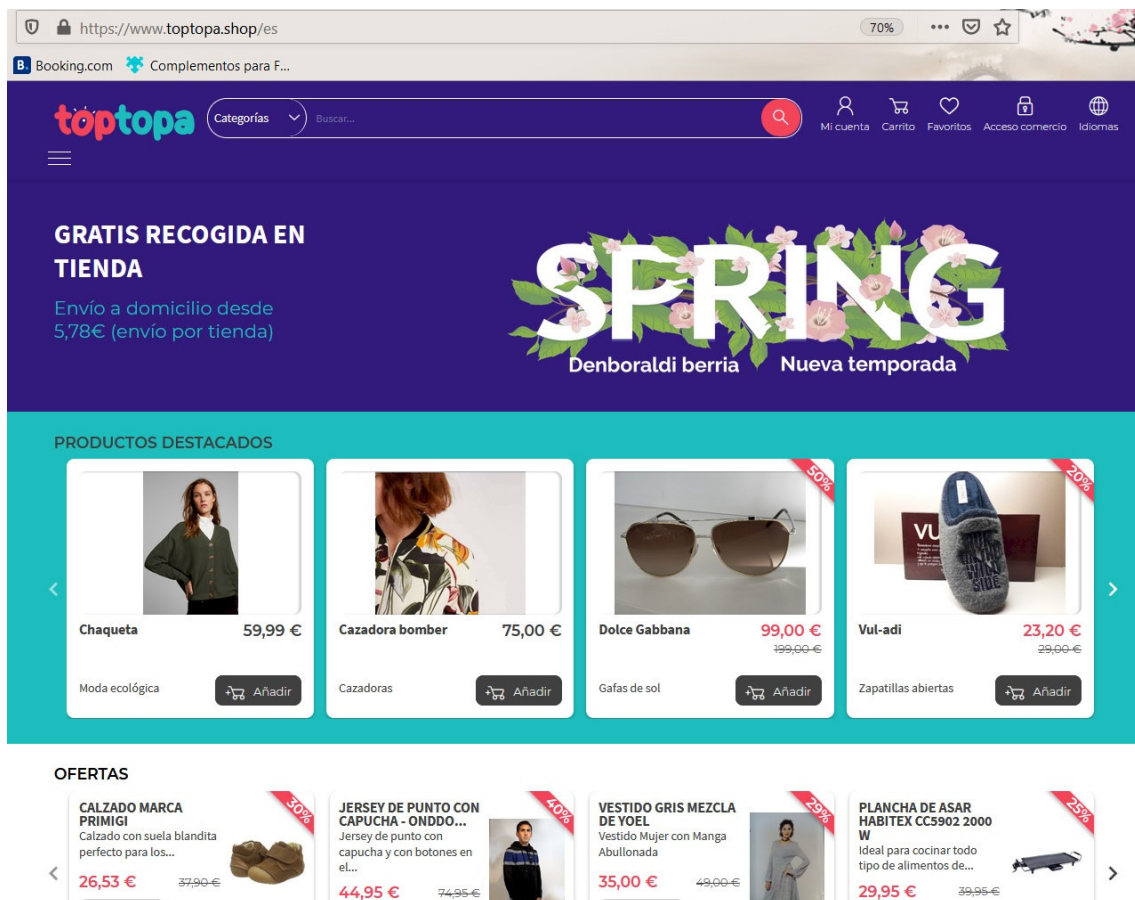 https://www.toptopa.shop/es
70%
B. Booking.com
Complementos para F...
toptopa
Categorías
Buscar...
Mi cuenta
Carrito
Favoritos
Acceso comercio
Idiomas
GRATIS RECOGIDA EN
TIENDA
Envío a domicilio desde
5,78€ (envío por tienda)
SPRING
Denboraldi berria
Nueva temporada
PRODUCTOS DESTACADOS
Chaqueta
59,99 €
Moda ecológica
Añadir
Cazadora bomber
75,00 €
Cazadoras
Añadir
50%
Dolce Gabbana
99,00 €
199,00 €
Gafas de sol
Añadir
20%
VU
SIDE
Vul-adi
23,20 €
29,00 €
Zapatillas abiertas
Añadir
OFERTAS
30%
CALZADO MARCA
PRIMIGI
Calzado con suela blandita
perfecto para los...
26,53 €
37,90 €
40%
JERSEY DE PUNTO CON
CAPUCHA - ONDDO...
Jersey de punto con
capucha y con botones en
el...
44,95 €
74,95 €
29%
VESTIDO GRIS MEZCLA
DE YOEL
Vestido Mujer con Manga
Abullonada
35,00 €
49,00 €
25%
PLANCHA DE ASAR
HABITEX CC5902 2000
W
Ideal para cocinar todo
tipo de alimentos de...
29,95 €
39,95 €